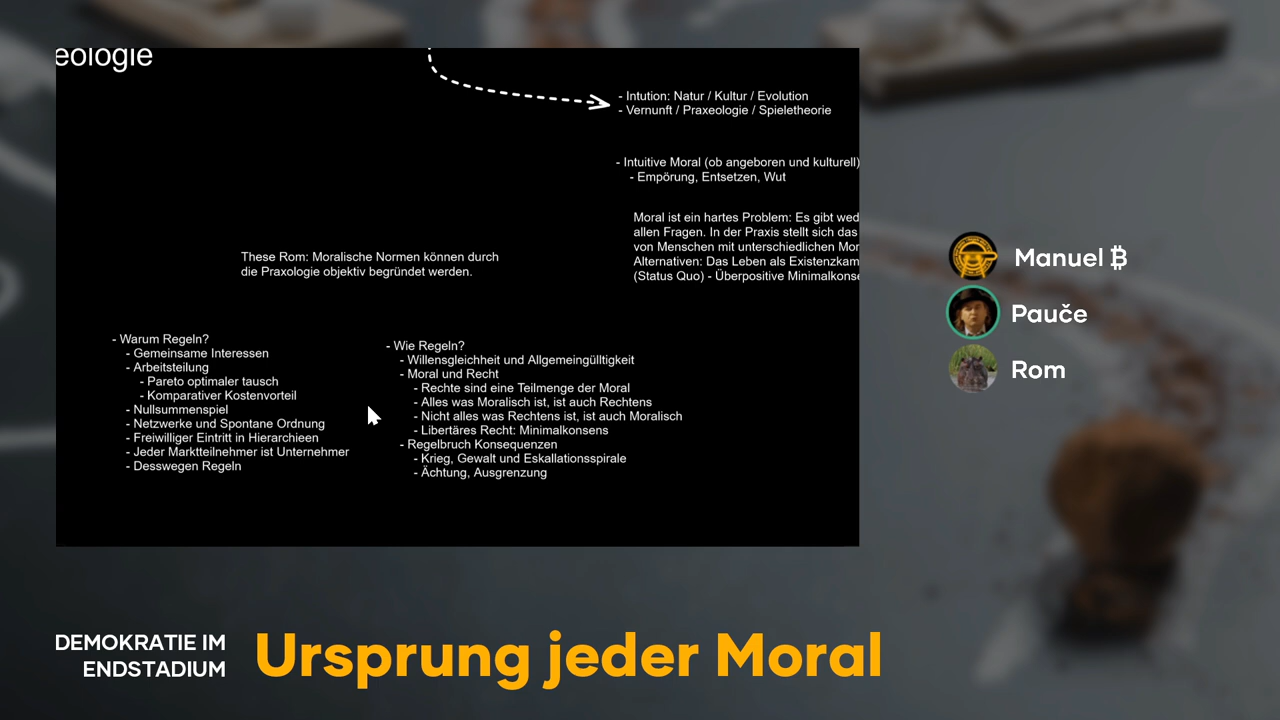 eologie
- Intution: Natur / Kultur / Evolution
- Vernunft / Praxeologie / Spieletheorie
- Intuitive Moral (ob angeboren und kulturell)
- Empörung, Entsetzen, Wut
Moral ist ein hartes Problem: Es gibt wed
allen Fragen. In der Praxis stellt sich das
von Menschen mit unterschiedlichen Mor
Alternativen: Das Leben als Existenzkam
(Status Quo) - Überpositive Minimalkonse
These Rom: Moralische Normen können durch
die Praxologie objektiv begründet werden.
- Warum Regeln?
- Gemeinsame Interessen
- Arbeitsteilung
- Pareto optimaler tausch
- Komparativer Kostenvorteil
- Nullsummenspiel
- Netzwerke und Spontane Ordnung
- Freiwilliger Eintritt in Hierarchieen
- Jeder Marktteilnehmer ist Unternehmer
- Desswegen Regeln
- Wie Regeln?
- Willensgleichheit und Allgemeingülltigkeit
- Moral und Recht
- Rechte sind eine Teilmenge der Moral
- Alles was Moralisch ist, ist auch Rechtens
- Nicht alles was Rechtens ist, ist auch Moralisch
- Libertäres Recht: Minimalkonsens
- Regelbruch Konsequenzen
- Krieg, Gewalt und Eskallationsspirale
- Ächtung, Ausgrenzung
Manuel ₿
Pauče
Rom
DEMOKRATIE IM
ENDSTADIUM
Ursprung jeder Moral